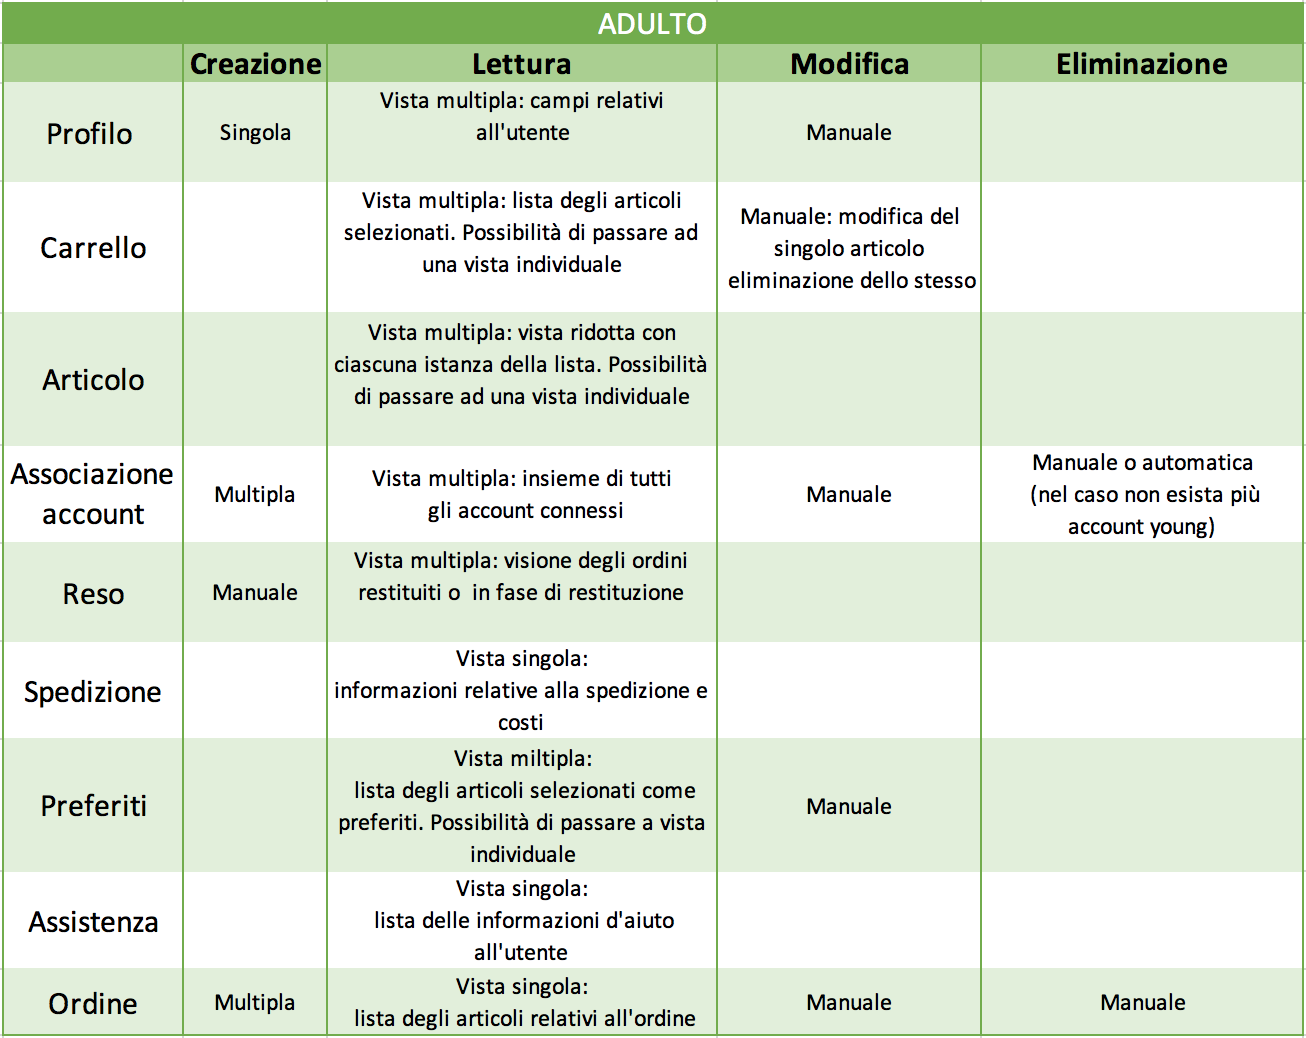 ADULTO
Creazione Lettura Modifica Eliminazione
Profilo
Singola
Vista multipla: campi relativi
all'utente
Manuale
Carrello
Vista multipla: lista degli articoli
selezionati. Possibilità di passare ad
una vista individuale
Manuale: modifica del
singolo articolo
eliminazione dello stesso
Articolo
Vista multipla: vista ridotta con
ciascuna istanza della lista. Possibilità
di passare ad una vista individuale
Associazione
account
Multipla
Vista multipla: insieme di tutti
gli account connessi
Manuale
Manuale o automatica
(nel caso non esista più
account young)
Reso
Manuale
Vista multipla: visione degli ordini
restituiti o  in fase di restituzione
Spedizione
Vista singola:
informazioni relative alla spedizione e
costi
Preferiti
Vista miltipla:
lista degli articoli selezionati come
preferiti. Possibilità di passare a vista
individuale
Manuale
Assistenza
Vista singola:
lista delle informazioni d'aiuto
all'utente
Ordine
Multipla
Vista singola:
lista degli articoli relativi all'ordine
Manuale
Manuale